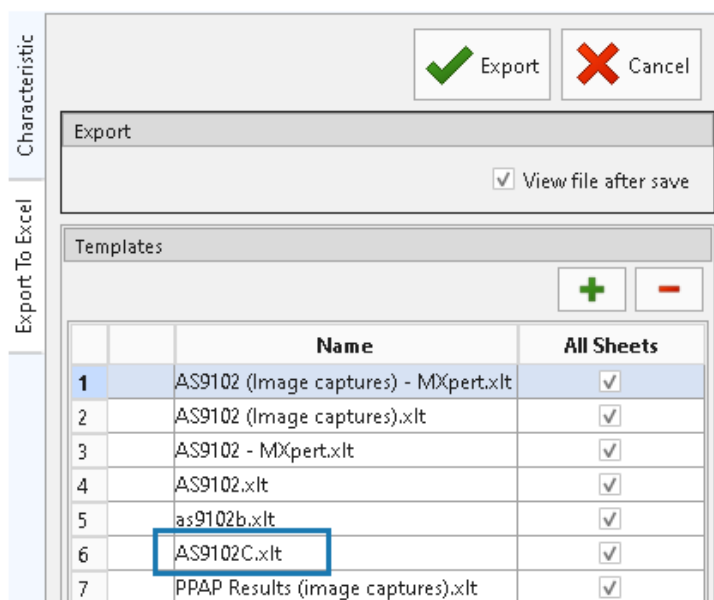 Characteristic
Export To Excel
Export Cancel
Export
View file after save
Templates
Name All Sheets
1 AS9102 (Image captures) - MXpert.xlt
2 AS9102 (Image captures).xlt
3 AS9102 - MXpert.xlt
4 AS9102.xlt
5 as9102b.xlt
6 AS9102C.xlt
7 PPAP Results (image captures).xlt